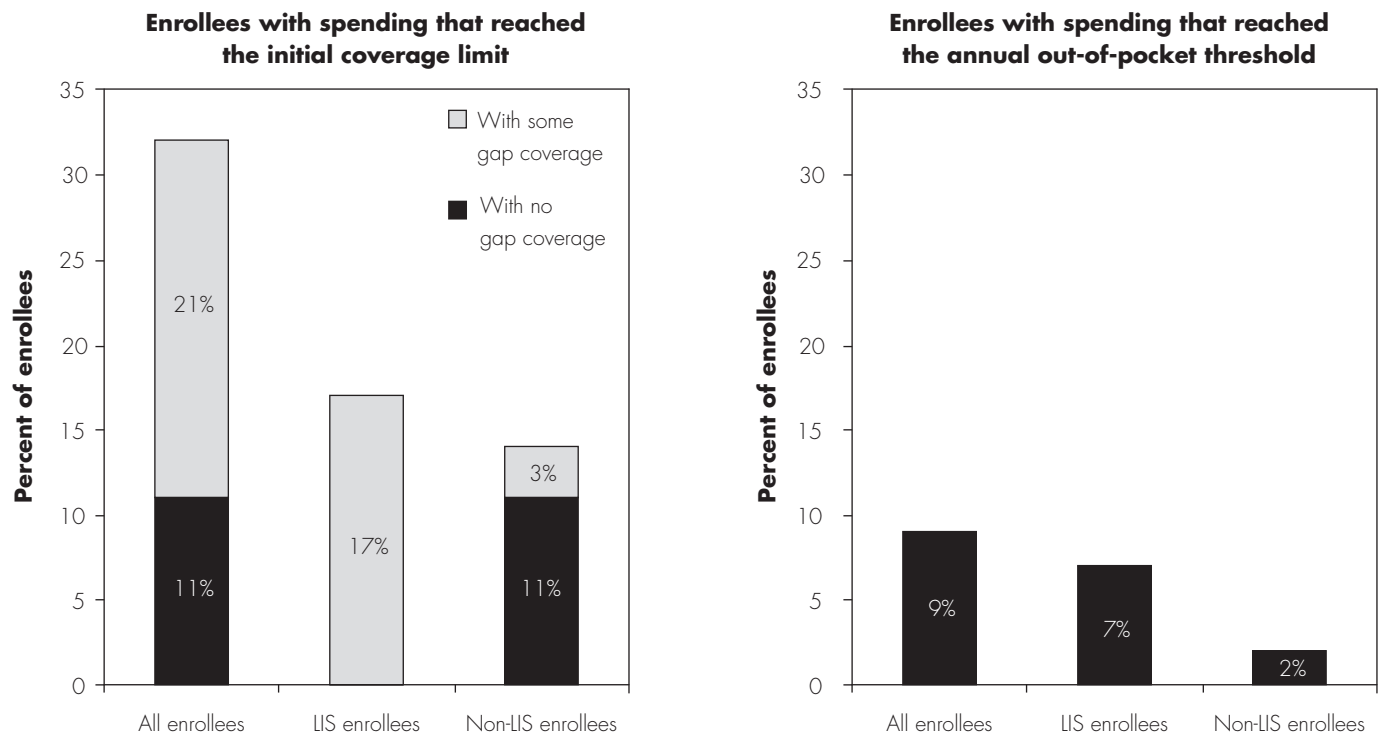 Enrollees with spending that reached
the initial coverage limit
35
30
25
20
15
10
5
0
Percent of enrollees
With some
gap coverage
With no
gap coverage
21%
11%
17%
3%
11%
All enrollees
LIS enrollees
Non-LIS enrollees
Enrollees with spending that reached
the annual out-of-pocket threshold
35
30
25
20
15
10
5
0
Percent of enrollees
9%
7%
2%
All enrollees
LIS enrollees
Non-LIS enrollees